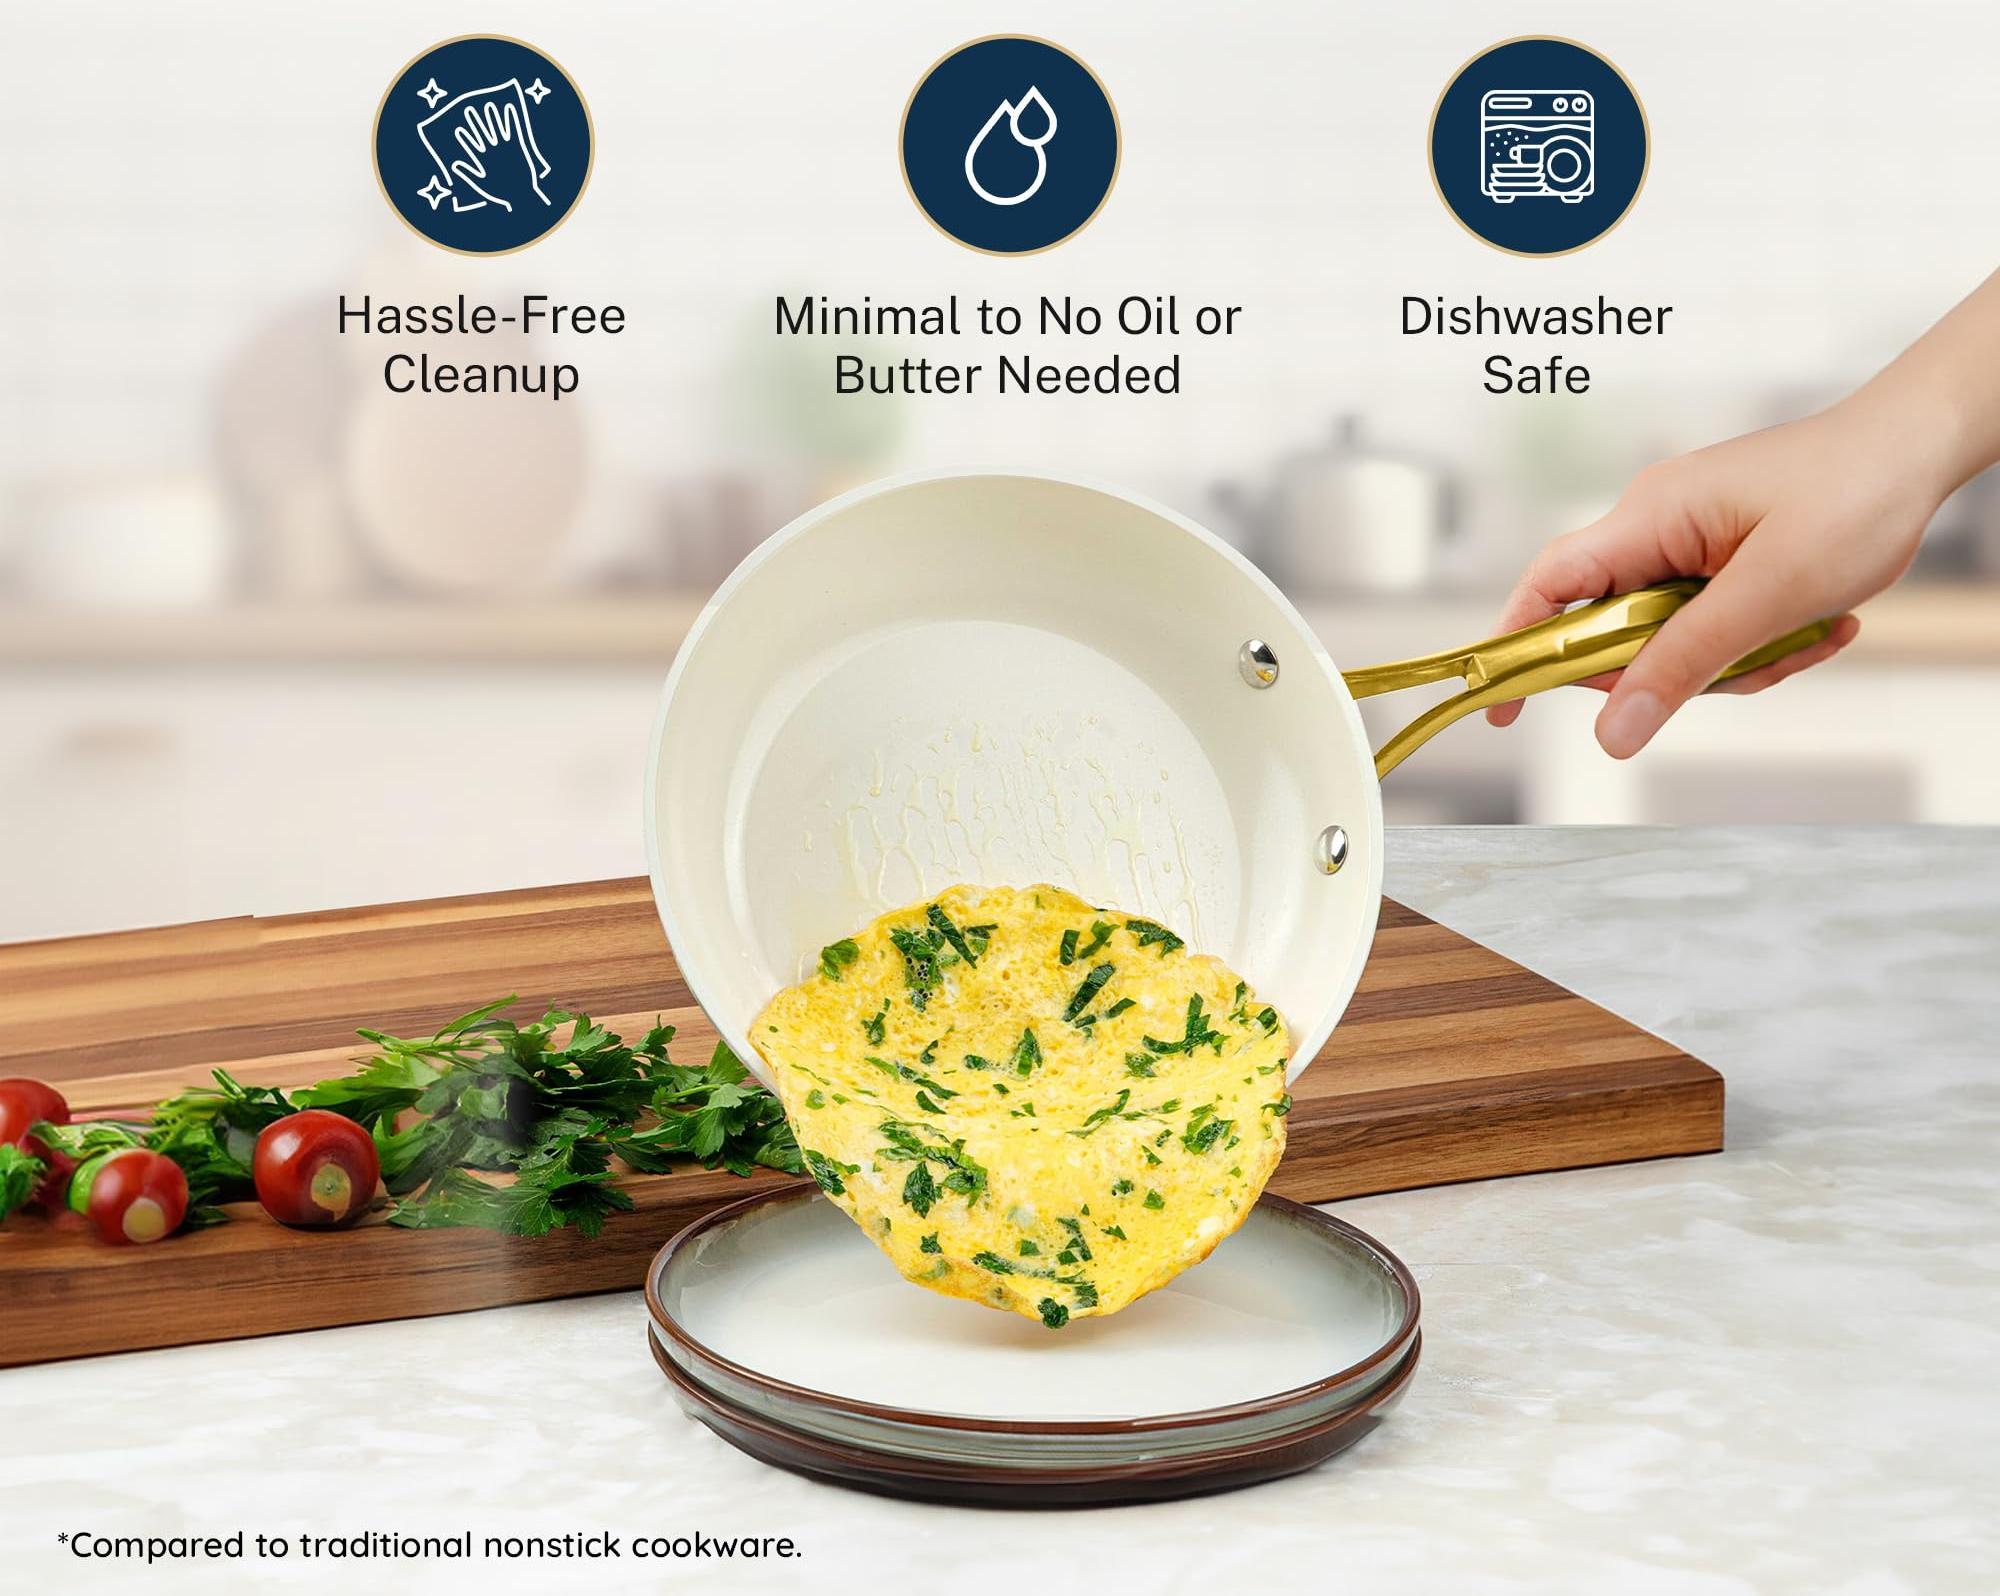 Hassle-Free
Cleanup
Minimal to No Oil or
Butter Needed
Dishwasher
Safe
*Compared to traditional nonstick cookware.